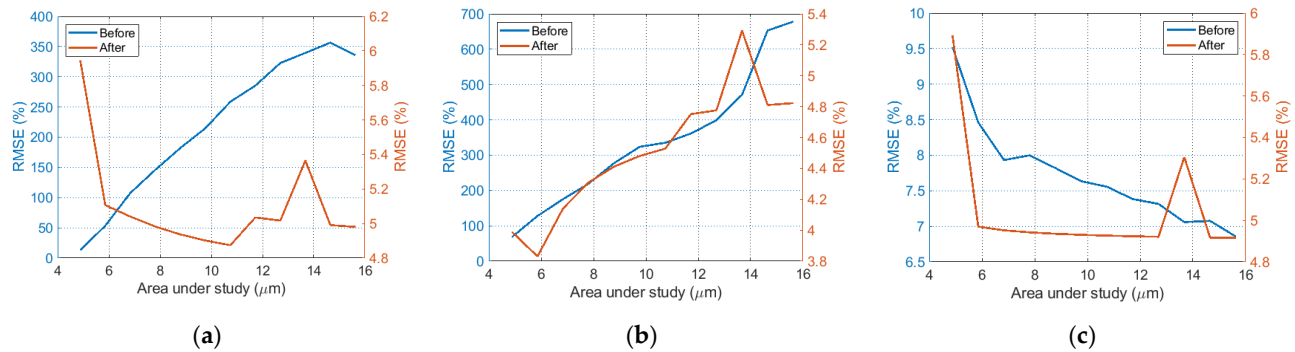 400
350
300
250
200
150
100
50
0
RMSE (%)
Before
After
6.2
6
5.8
5.6
5.4
5.2
5
4.8
RMSE (%)
4 6 8 10 12 14 16
Area under study (μm)
(a)
700
600
500
400
300
200
100
0
RMSE (%)
Before
After
5.4
5.2
5
4.8
4.6
4.4
4.2
4
3.8
RMSE (%)
4 6 8 10 12 14 16
Area under study (μm)
(b)
10
9.5
9
8.5
8
7.5
7
6.5
RMSE (%)
Before
After
6
5.8
5.6
5.4
5.2
5
4.8
RMSE (%)
4 6 8 10 12 14 16
Area under study (μm)
(c)